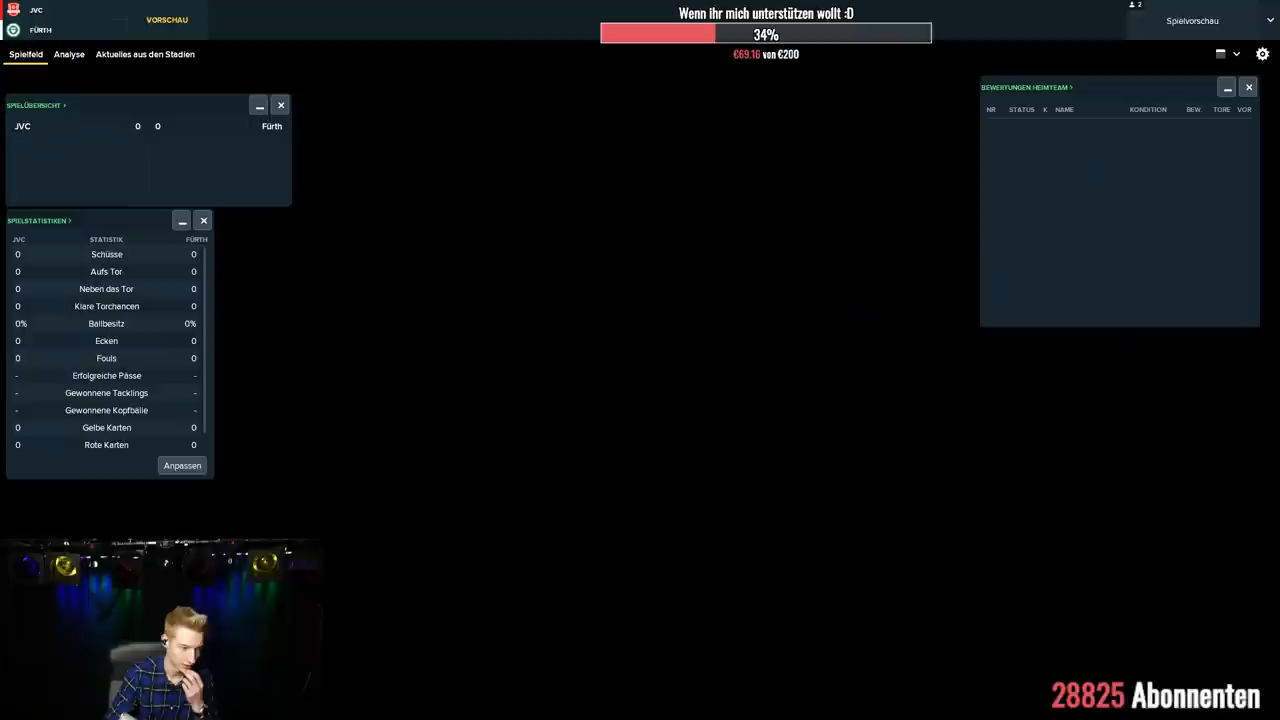 JVC
FÜRTH
VORSCHAU
Wenn ihr mich unterstützen wollt :D
34%
€69.16 von €200
2
Spielvorschau
Spielfeld Analyse Aktuelles aus den Stadien
SPIELÜBERSICHT >
JVC 0 0 Fürth
SPIELSTATISTIKEN >
JVC STATISTIK FÜRTH
0 Schüsse 0
0 Aufs Tor 0
0 Neben das Tor 0
0 Klare Torchancen 0
0% Ballbesitz 0%
0 Ecken 0
0 Fouls 0
- Erfolgreiche Pässe -
- Gewonnene Tacklings -
- Gewonnene Kopfbälle -
0 Gelbe Karten 0
0 Rote Karten 0
Anpassen
BEWERTUNGEN HEIMTEAM >
NR STATUS K NAME KONDITION BEW. TORE VOR
28825 Abonnenten